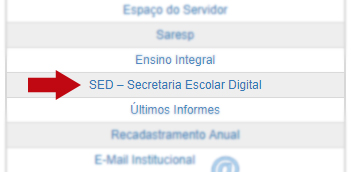 Espaço do Servidor
Saresp
Ensino Integral
SED – Secretaria Escolar Digital
Últimos Informes
Recadastramento Anual
E-Mail Institucional @